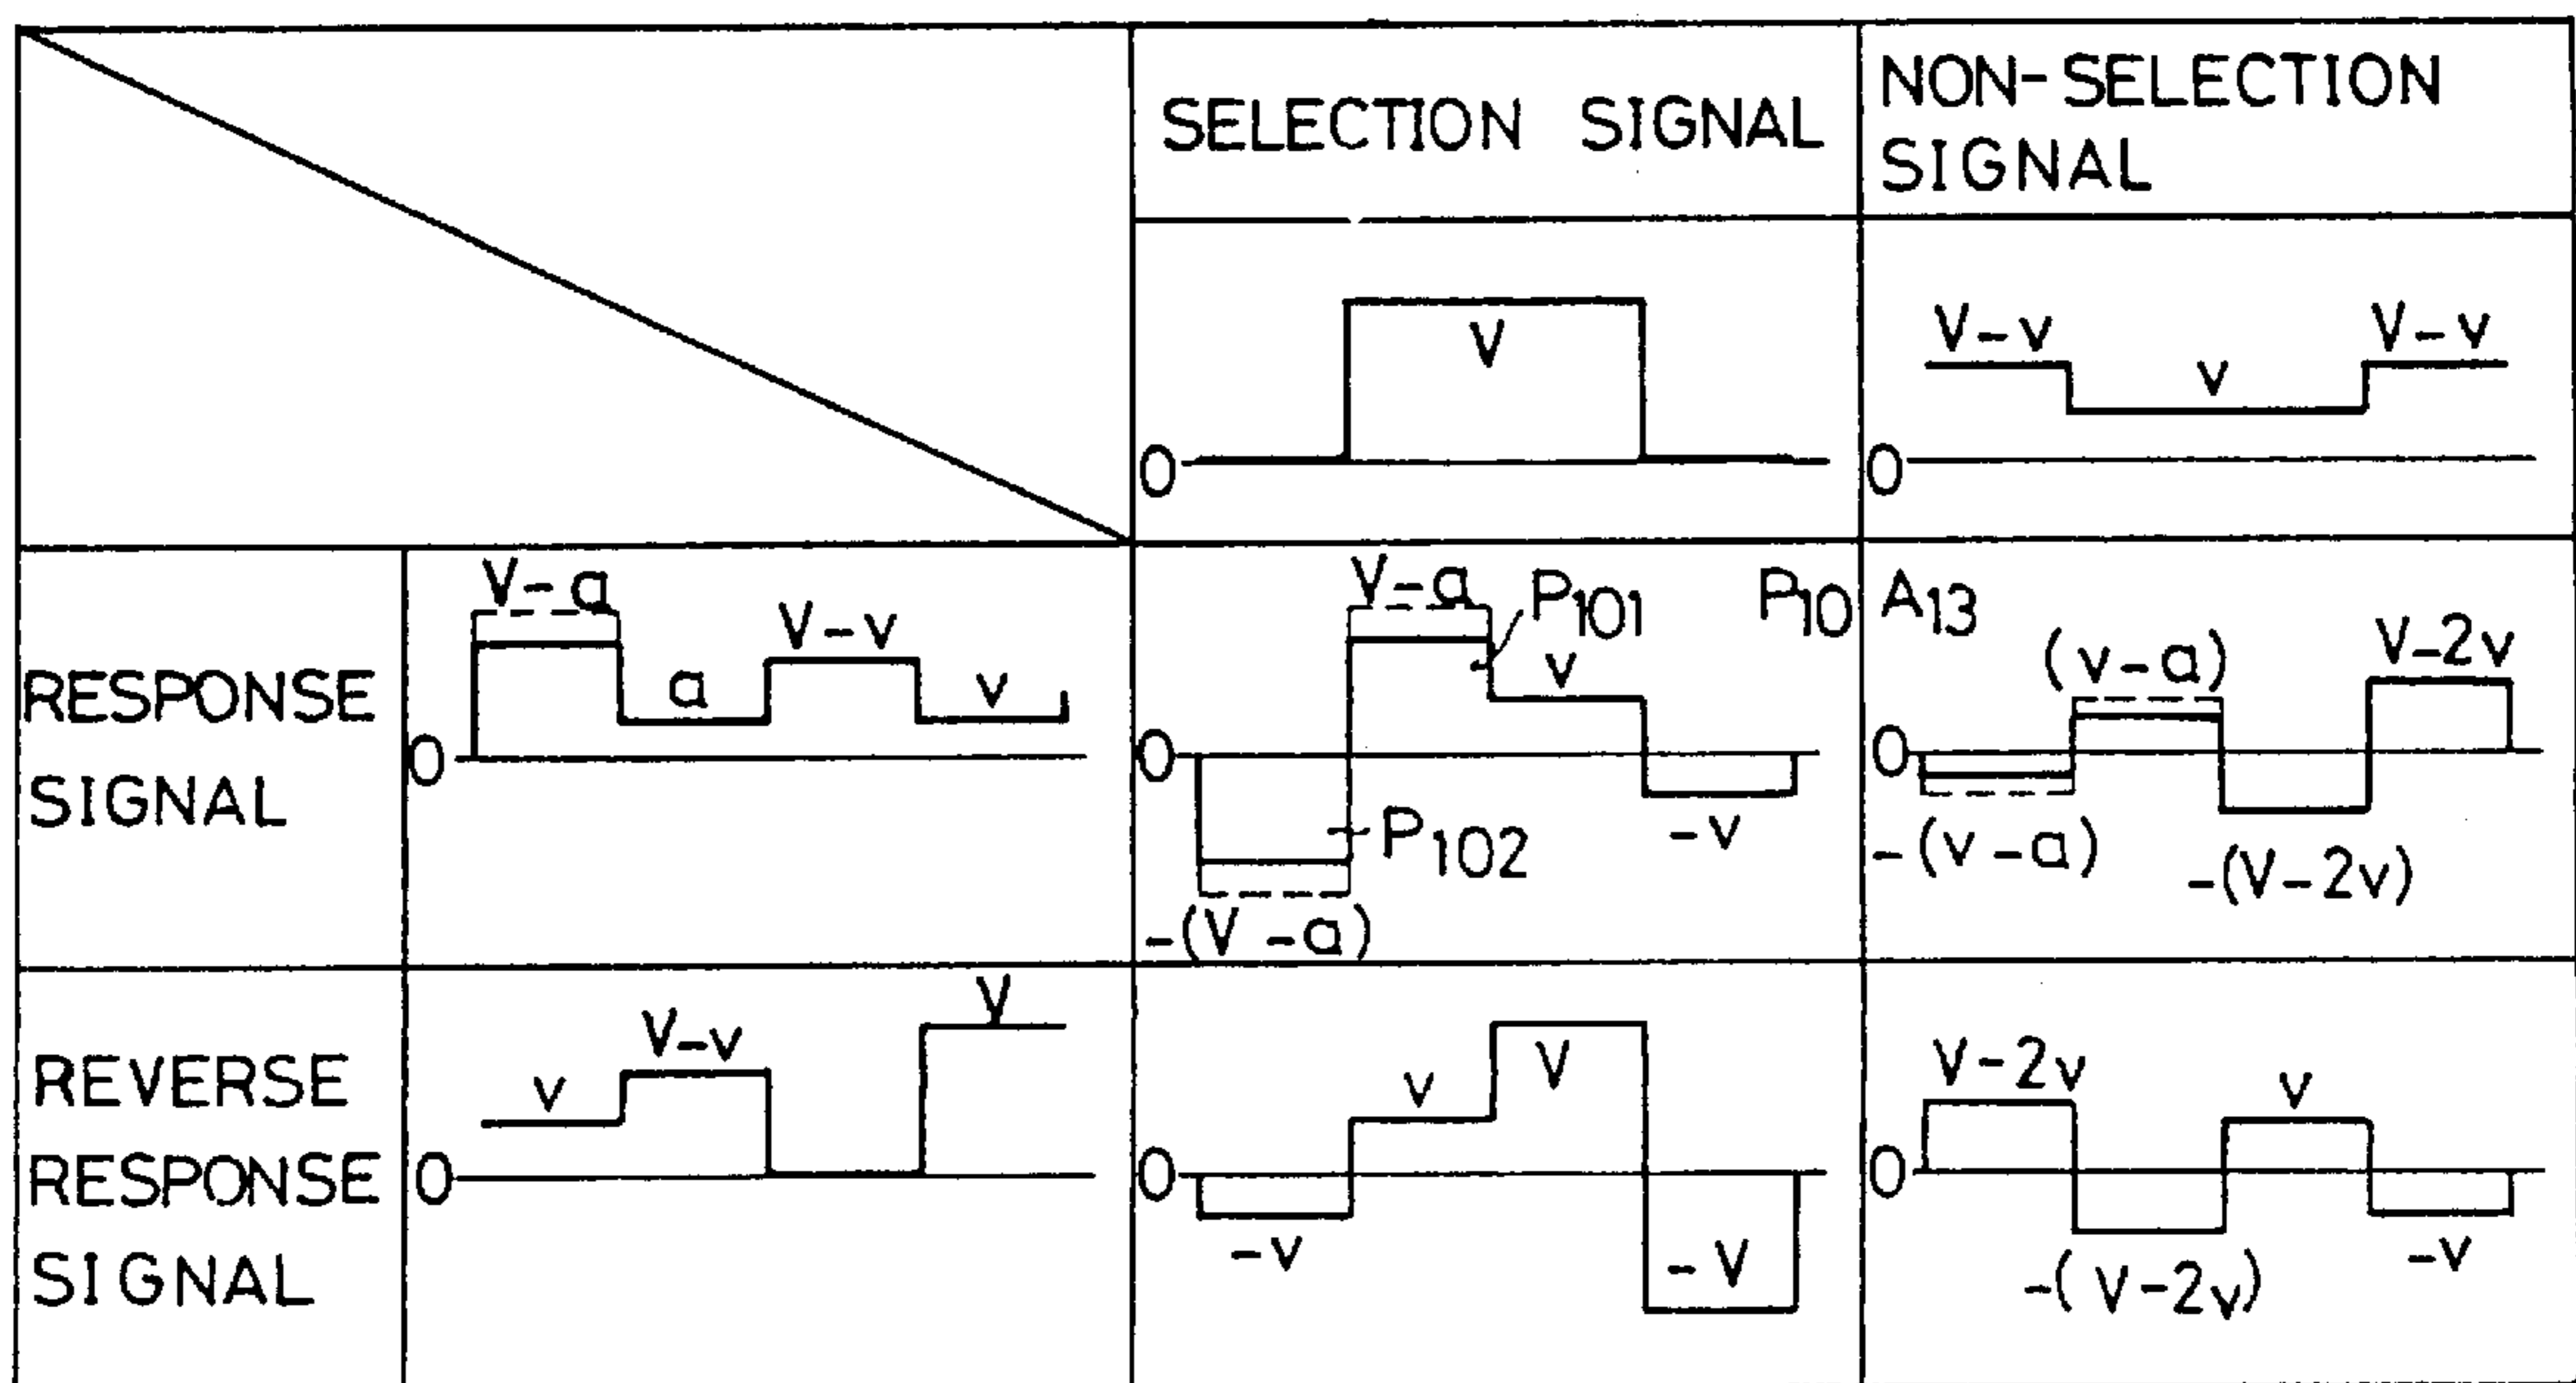 SELECTION SIGNAL
NON-SELECTION
SIGNAL
V
0
V-v
v
V-v
0
RESPONSE
SIGNAL
V-a
a
V-v
v
0
V-a
P101
P10
v
0
P102
-v
-(V-a)
A13
(v-a)
V-2v
0
-(v-a)
-(V-2v)
REVERSE
RESPONSE
SIGNAL
v
V-v
V
0
v
V
0
-v
-V
V-2v
v
0
-(V-2v)
-v